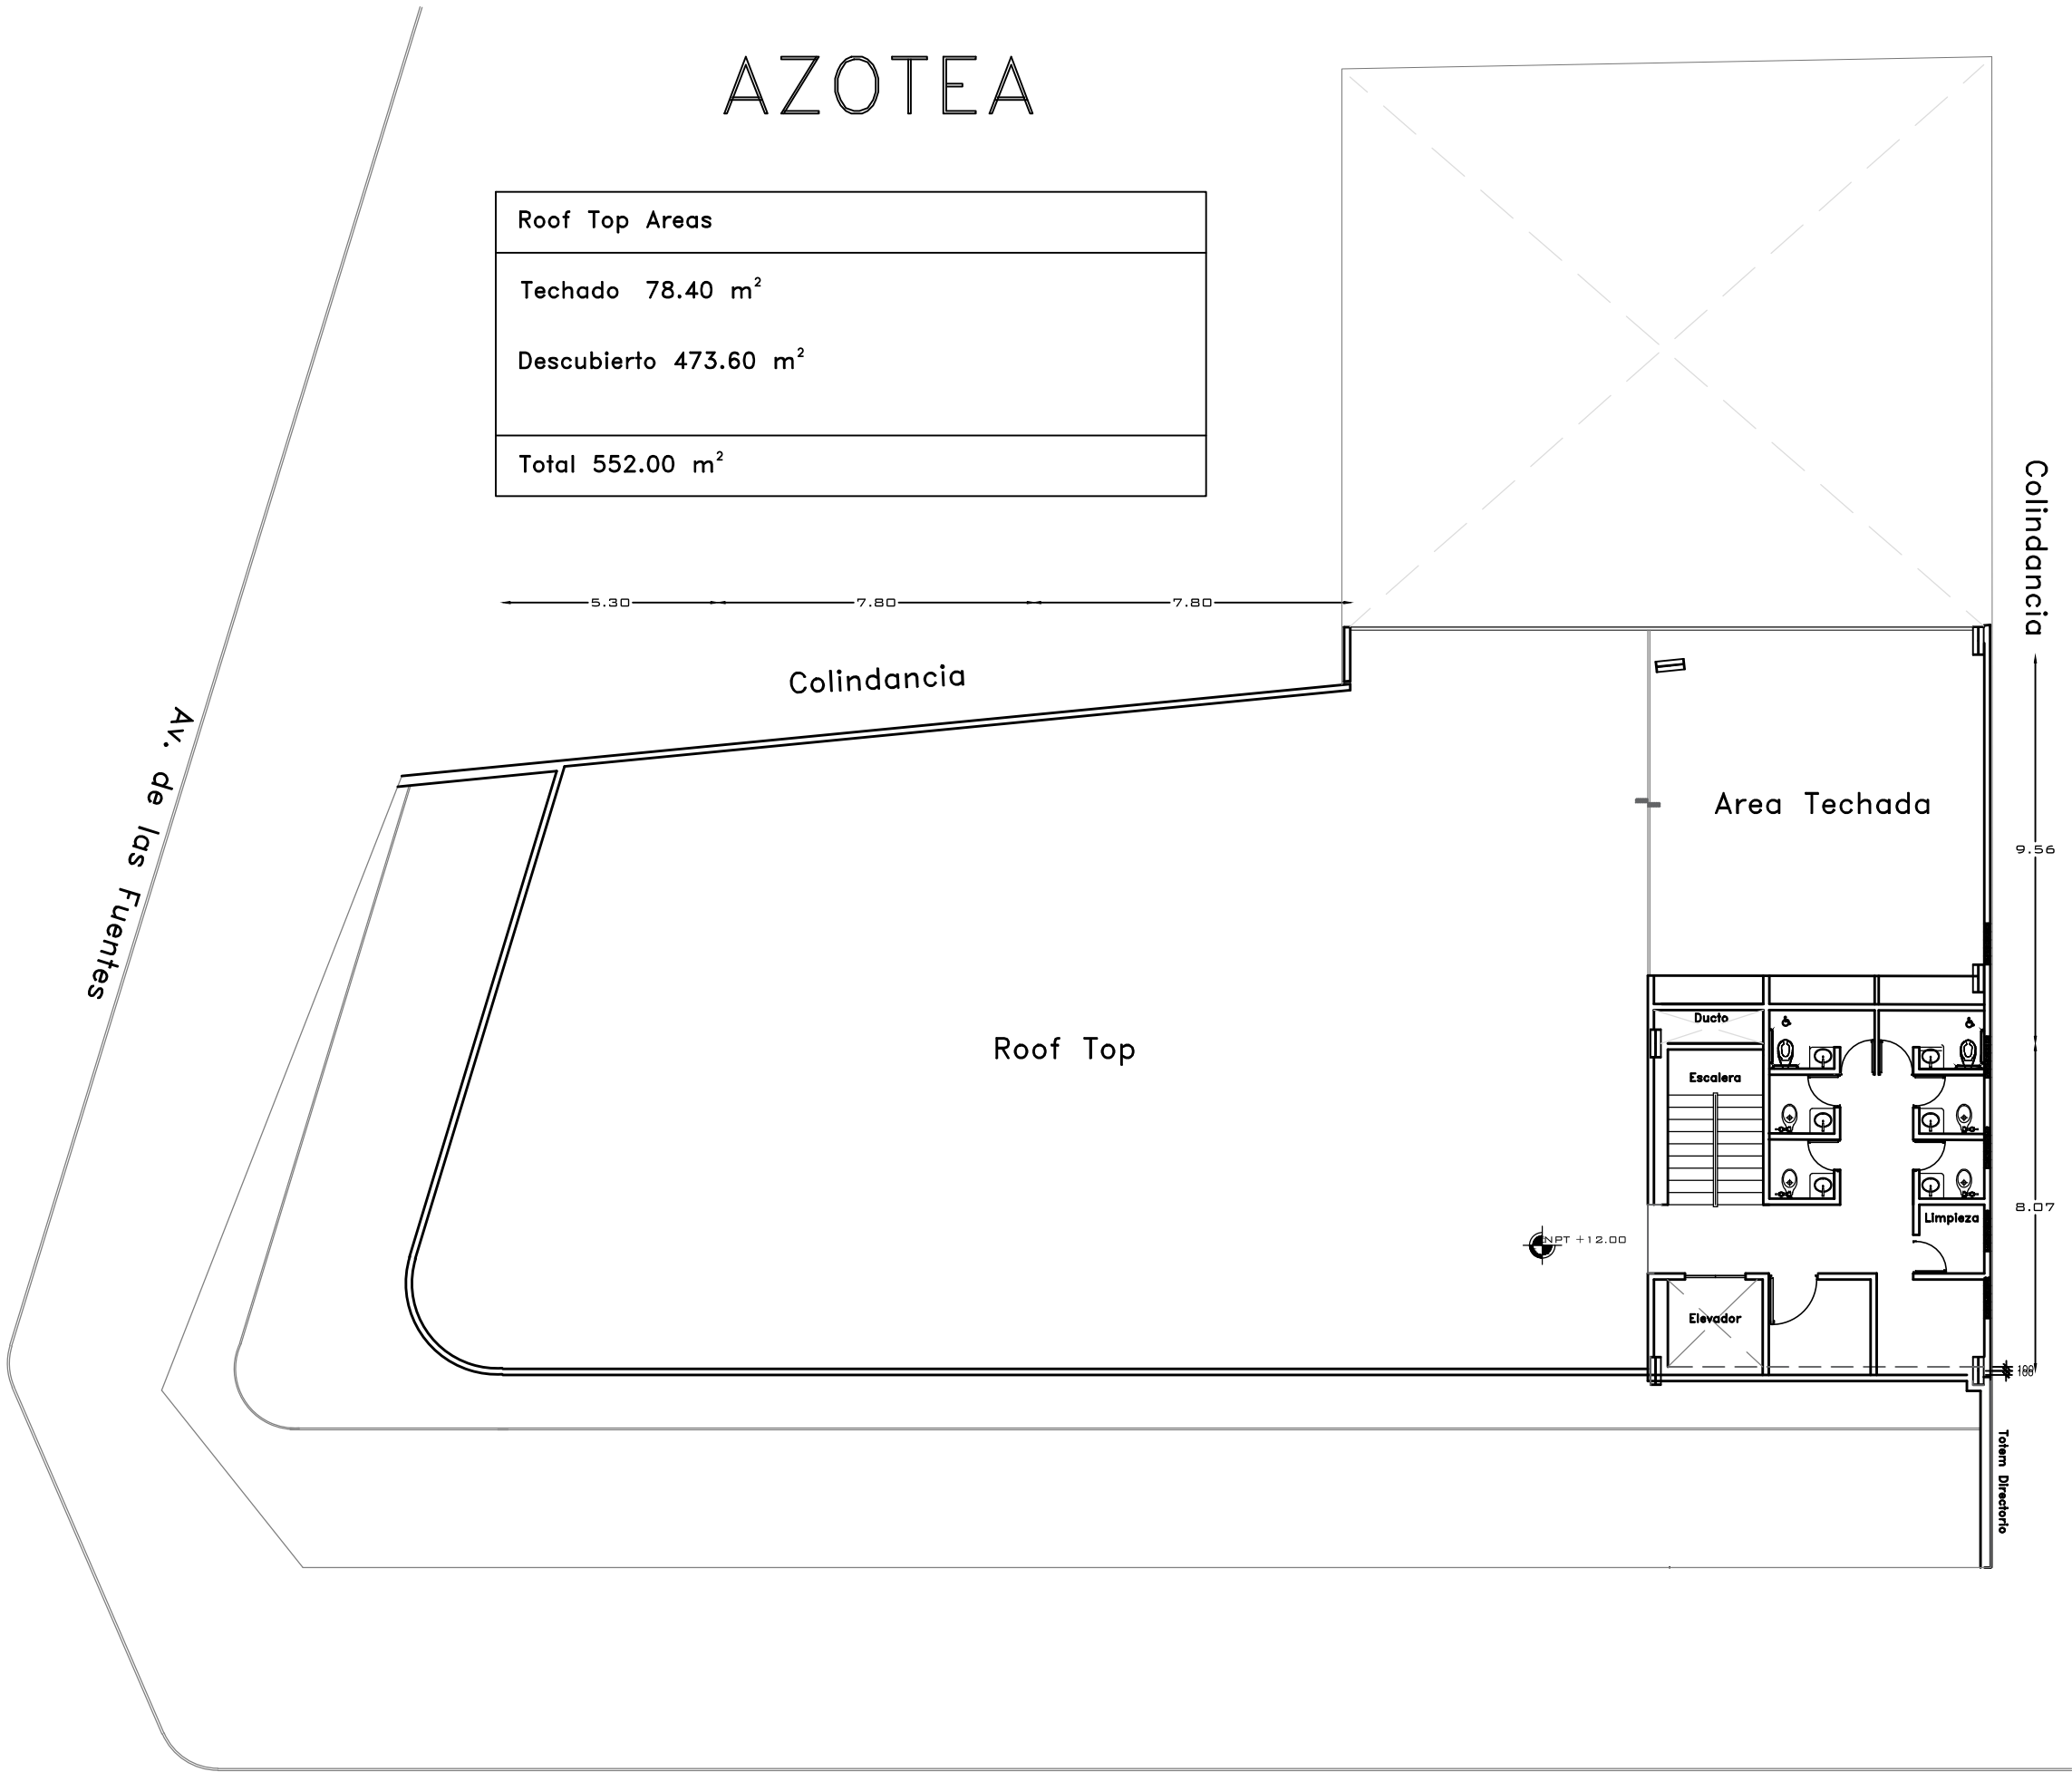 AZOTEA
Roof Top Areas
Techado 78.40 m²
Descubierto 473.60 m²
Total 552.00 m²
5.30
7.80
7.80
Colindancia
Colindancia
Av. de las Fuentes
Area Techada
9.56
Roof Top
Ducto
Escalera
8.07
Limpieza
NPT +12.00
Elevador
Totem Directorio